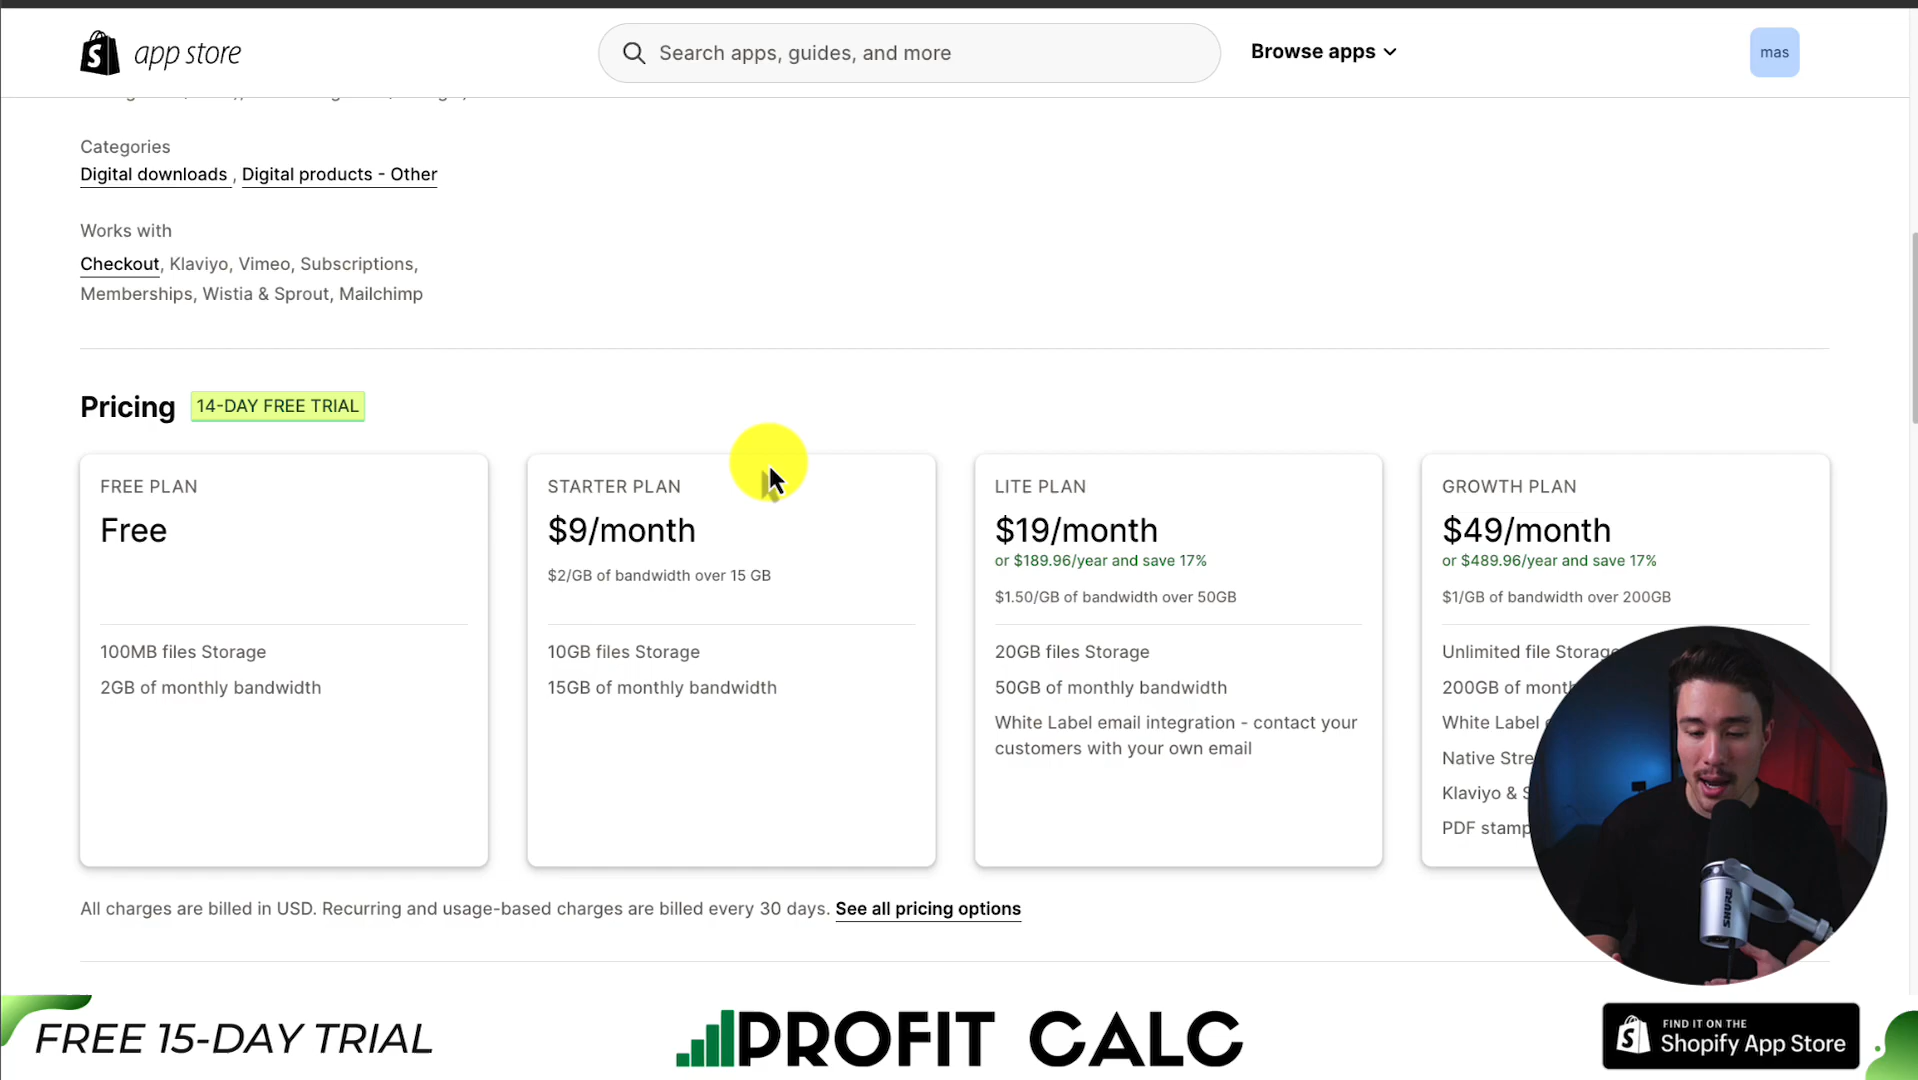 app store
Search apps, guides, and more
Browse apps
mas
Categories
Digital downloads , Digital products - Other
Works with
Checkout, Klaviyo, Vimeo, Subscriptions,
Memberships, Wistia & Sprout, Mailchimp
Pricing 14-DAY FREE TRIAL
FREE PLAN
Free
100MB files Storage
2GB of monthly bandwidth
STARTER PLAN
$9/month
$2/GB of bandwidth over 15 GB
10GB files Storage
15GB of monthly bandwidth
LITE PLAN
$19/month
or $189.96/year and save 17%
$1.50/GB of bandwidth over 50GB
20GB files Storage
50GB of monthly bandwidth
White Label email integration - contact your
customers with your own email
GROWTH PLAN
$49/month
or $489.96/year and save 17%
$1/GB of bandwidth over 200GB
Unlimited file
200GB of
White Label
Native
Klaviyo &
PDF
All charges are billed in USD. Recurring and usage-based charges are billed every 30 days. See all pricing options
SHURE
FREE 15-DAY TRIAL
PROFIT CALC
FIND IT ON THE
Shopify App Store